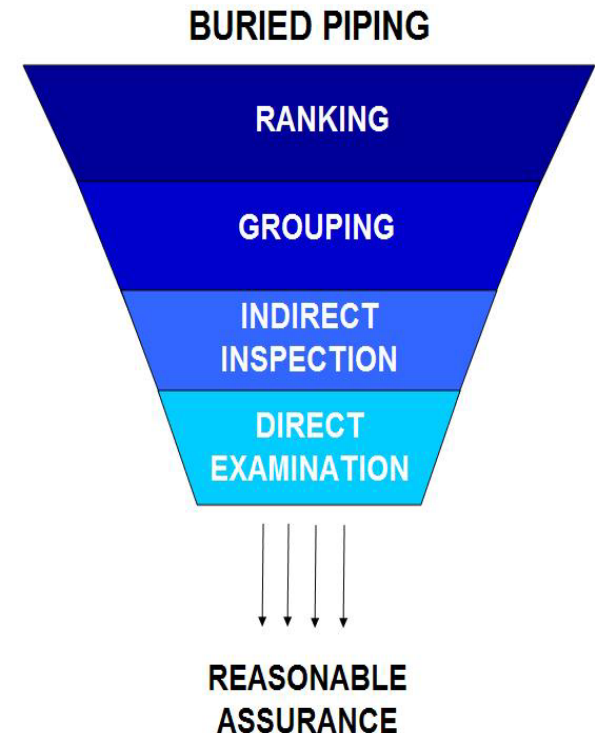 BURIED PIPING
RANKING
GROUPING
INDIRECT
INSPECTION
DIRECT
EXAMINATION
REASONABLE
ASSURANCE